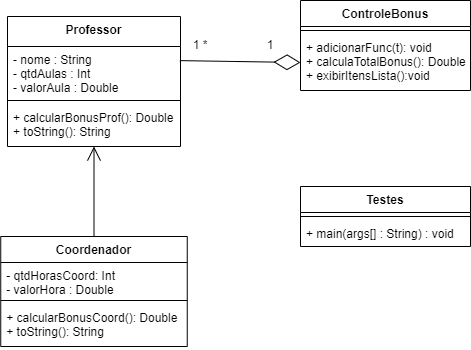 Professor
- nome : String
- qtdAulas : Int
- valorAula : Double
+ calcularBonusProf(): Double
+ toString(): String
1 *
1
ControleBonus
+ adicionarFunc(t): void
+ calculaTotalBonus(): Double
+ exibirItensLista():void
Testes
+ main(args[] : String) : void
Coordenador
- qtdHorasCoord: Int
- valorHora : Double
+ calcularBonusCoord(): Double
+ toString(): String